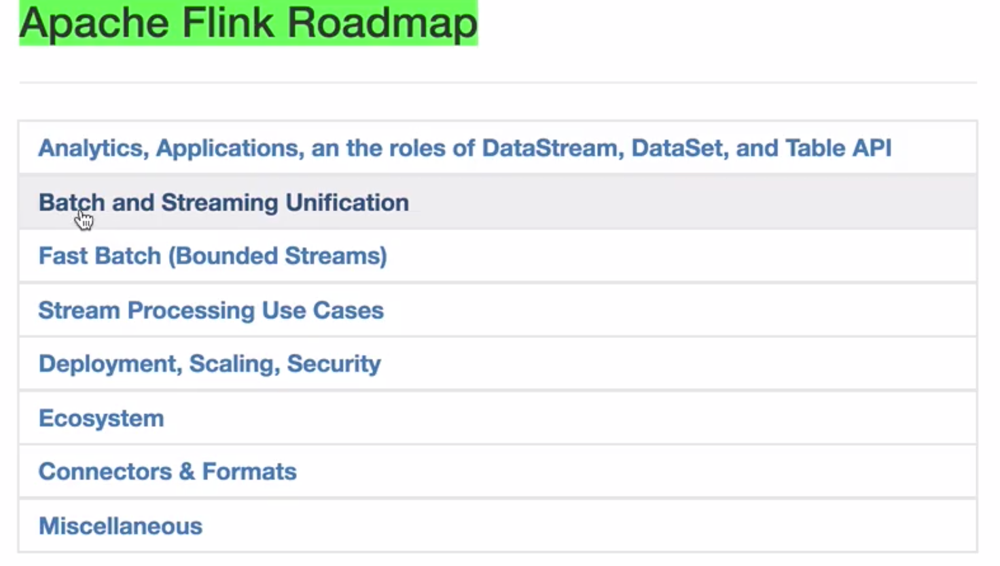 Apache Flink Roadmap
Analytics, Applications, an the roles of DataStream, DataSet, and Table API
Batch and Streaming Unification
Fast Batch (Bounded Streams)
Stream Processing Use Cases
Deployment, Scaling, Security
Ecosystem
Connectors & Formats
Miscellaneous